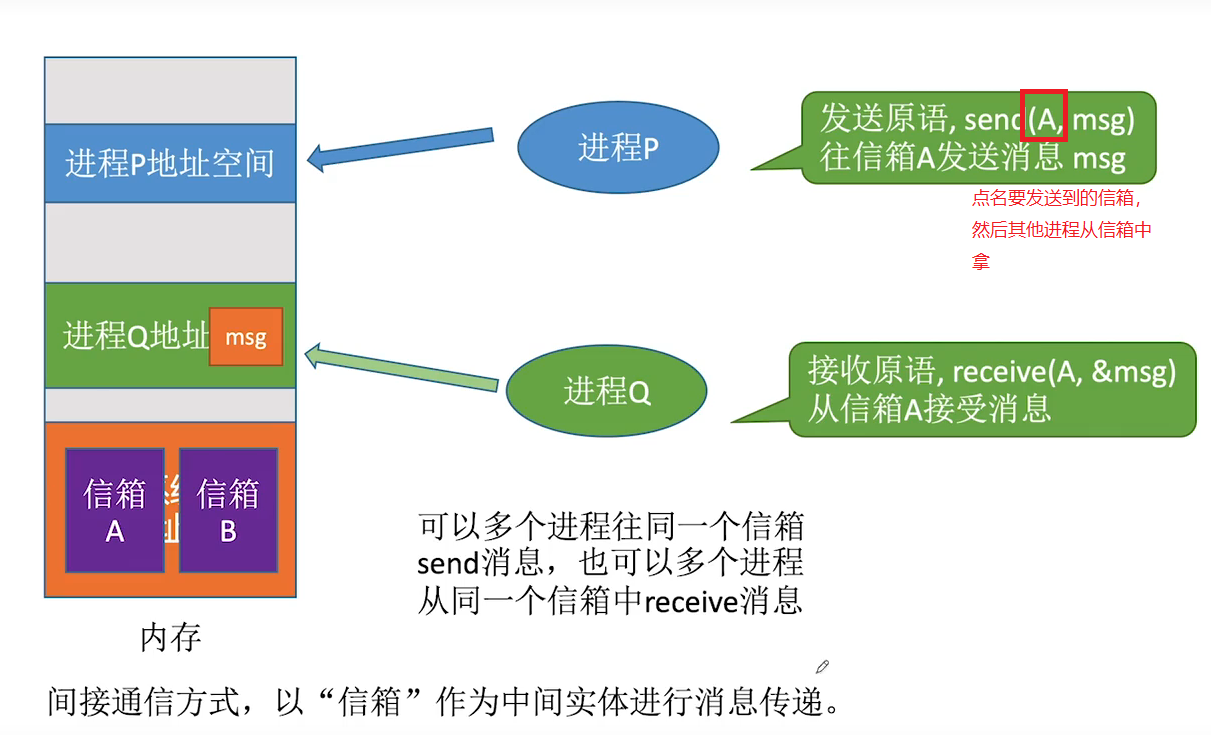 进程P地址空间
进程P
发送原语, send(A, msg)
往信箱A发送消息 msg
点名要发送到的信箱，
然后其他进程从信箱中
拿
进程Q地址
msg
进程Q
接收原语, receive(A, &msg)
从信箱A接受消息
信箱
A
信箱
B
可以多个进程往同一个信箱
send消息，也可以多个进程
从同一个信箱中receive消息
内存
间接通信方式，以“信箱”作为中间实体进行消息传递。